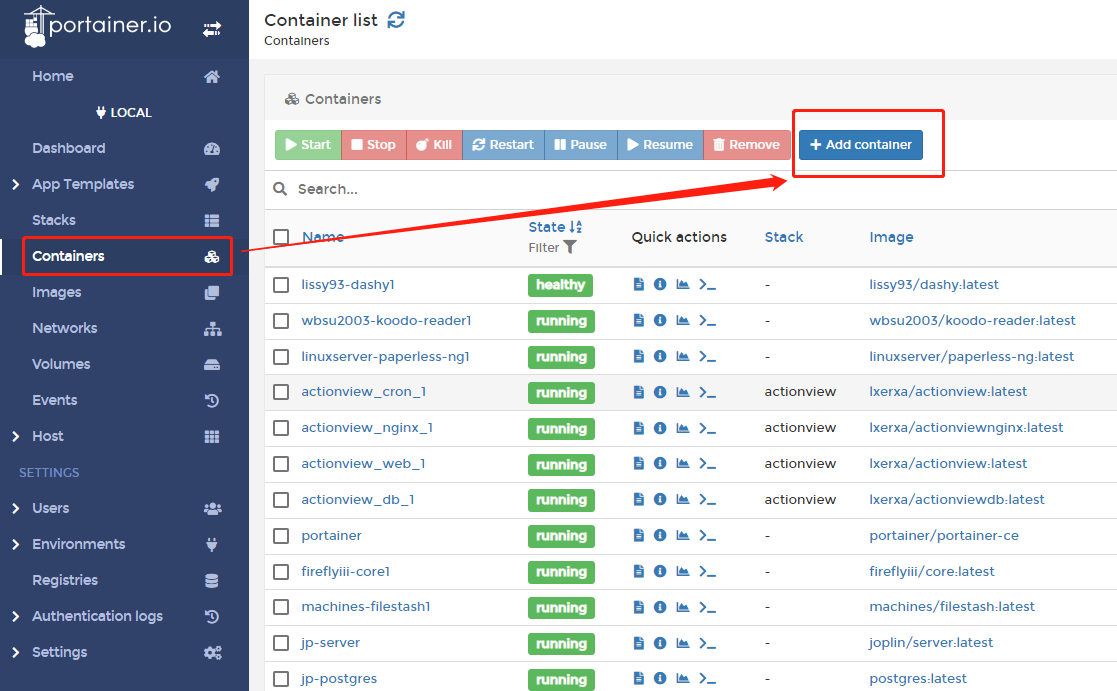 portainer.io
Home
LOCAL
Dashboard
App Templates
Stacks
Containers
Images
Networks
Volumes
Events
Host
SETTINGS
Users
Environments
Registries
Authentication logs
Settings
Container list
Containers
Containers
Start Stop Kill Restart Pause Resume Remove Add container
Search...
Name State Filter Quick actions Stack Image
lissy93-dashy1 healthy - lissy93/dashy:latest
wbsu2003-koodo-reader1 running - wbsu2003/koodo-reader:latest
linuxserver-paperless-ng1 running - linuxserver/paperless-ng:latest
actionview_cron_1 running actionview lxerxa/actionview:latest
actionview_nginx_1 running actionview lxerxa/actionviewnginx:latest
actionview_web_1 running actionview lxerxa/actionview:latest
actionview_db_1 running actionview lxerxa/actionviewdb:latest
portainer running - portainer/portainer-ce
fireflyiii-core1 running - fireflyiii/core:latest
machines-filestash1 running - machines/filestash:latest
jp-server running - joplin/server:latest
jp-postgres running - postgres:latest